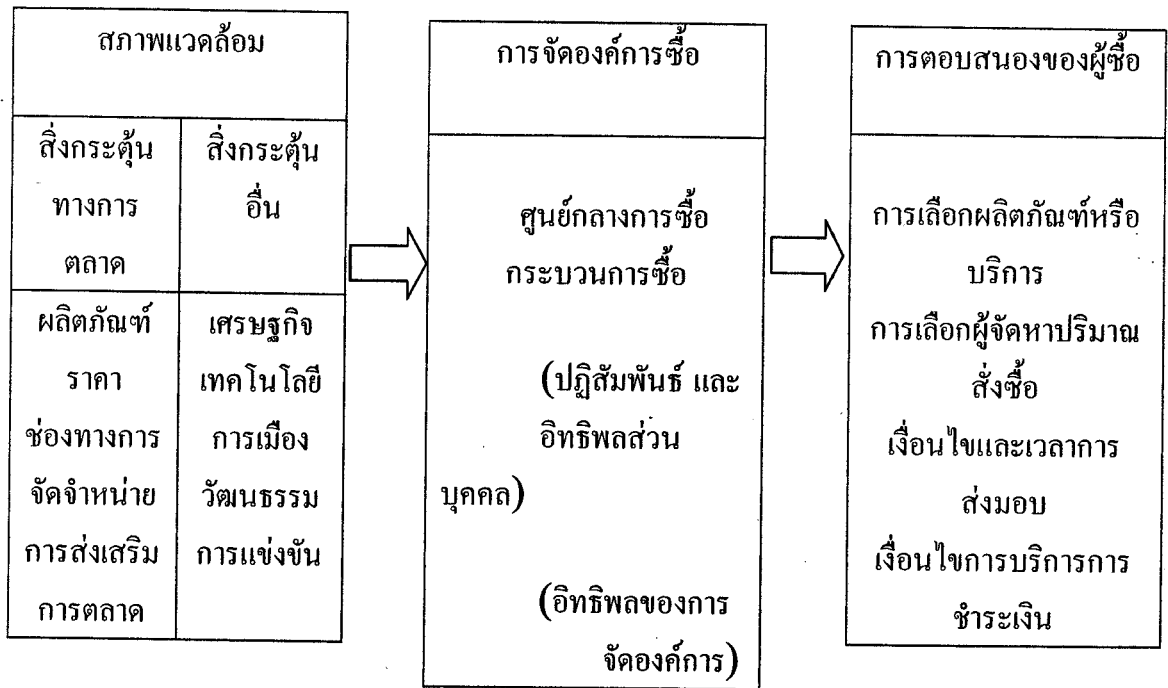 สภาพแวดล้อม
สิ่งกระตุ้น
ทางการ
ตลาด
สิ่งกระตุ้น
อื่น
ผลิตภัณฑ์
ราคา
ช่องทางการ
จัดจำหน่าย
การส่งเสริม
การตลาด
เศรษฐกิจ
เทคโนโลยี
การเมือง
วัฒนธรรม
การแข่งขัน
การจัดองค์การซื้อ
ศูนย์กลางการซื้อ
กระบวนการซื้อ
(ปฏิสัมพันธ์ และ
อิทธิพลส่วน
บุคคล)
(อิทธิพลของการ
จัดองค์การ)
การตอบสนองของผู้ซื้อ
การเลือกผลิตภัณฑ์หรือ
บริการ
การเลือกผู้จัดหาปริมาณ
สั่งซื้อ
เงื่อนไขและเวลาการ
ส่งมอบ
เงื่อนไขการบริการการ
ชำระเงิน